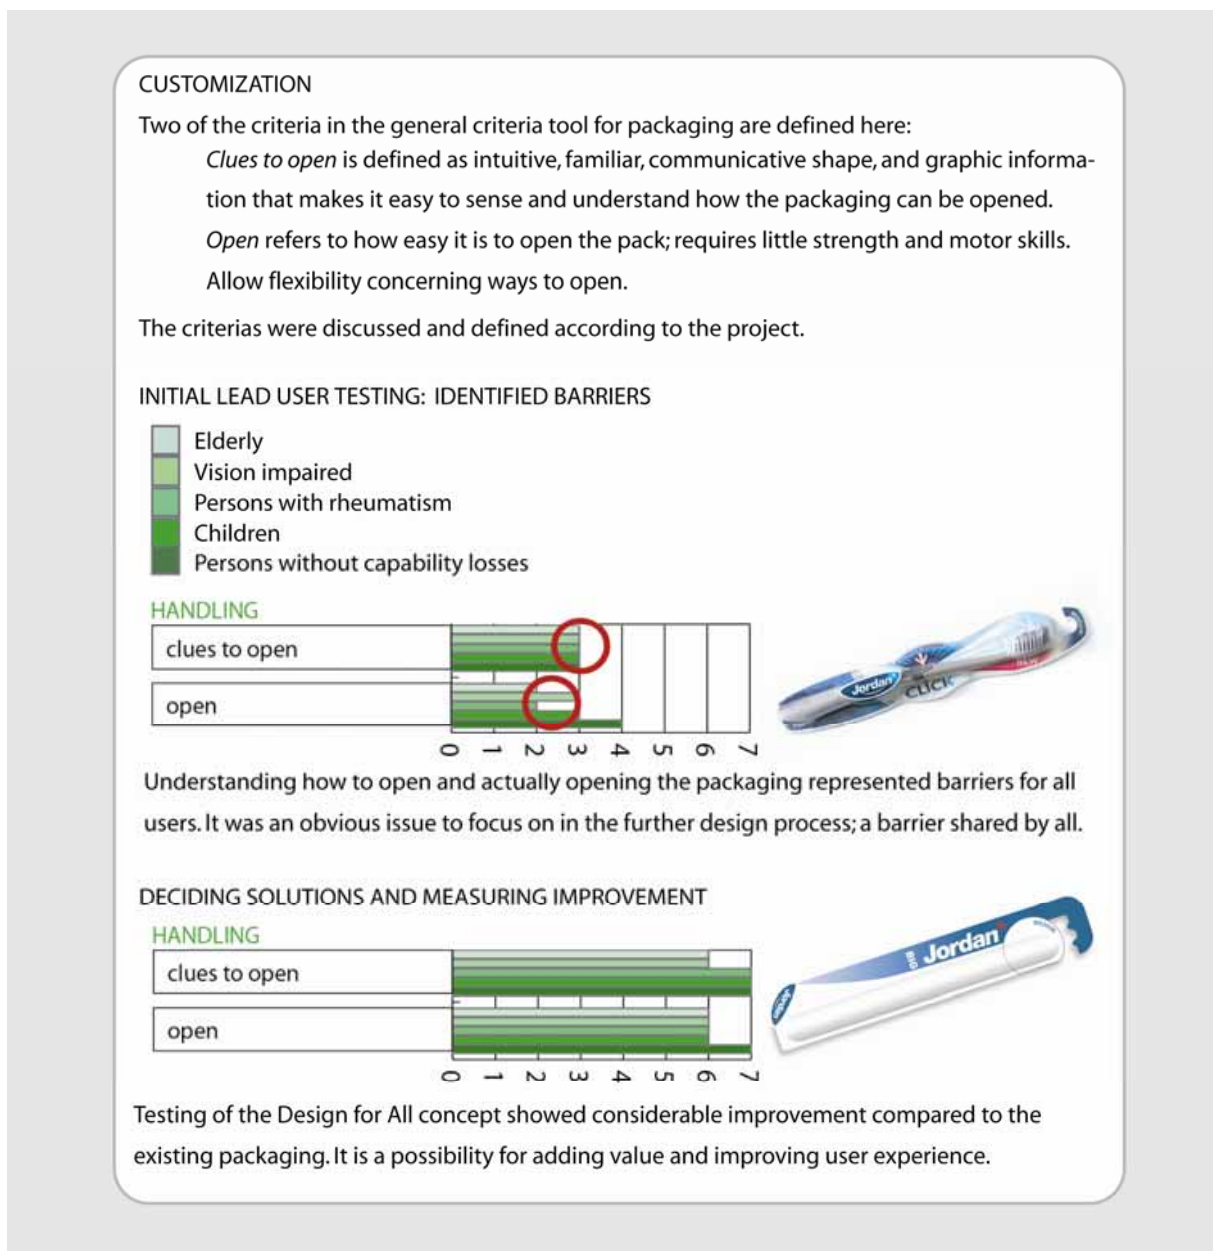 CUSTOMIZATION
Two of the criteria in the general criteria tool for packaging are defined here:
Clues to open is defined as intuitive, familiar, communicative shape, and graphic informa-
tion that makes it easy to sense and understand how the packaging can be opened.
Open refers to how easy it is to open the pack; requires little strength and motor skills.
Allow flexibility concerning ways to open.
The criterias were discussed and defined according to the project.
INITIAL LEAD USER TESTING: IDENTIFIED BARRIERS
Elderly
Vision impaired
Persons with rheumatism
Children
Persons without capability losses
HANDLING
clues to open
open
0 1 2 3 4 5 6 7
Jordan
CLICK
Understanding how to open and actually opening the packaging represented barriers for all
users. It was an obvious issue to focus on in the further design process; a barrier shared by all.
DECIDING SOLUTIONS AND MEASURING IMPROVEMENT
HANDLING
clues to open
open
0 1 2 3 4 5 6 7
Jordan
Jordan
Testing of the Design for All concept showed considerable improvement compared to the
existing packaging. It is a possibility for adding value and improving user experience.